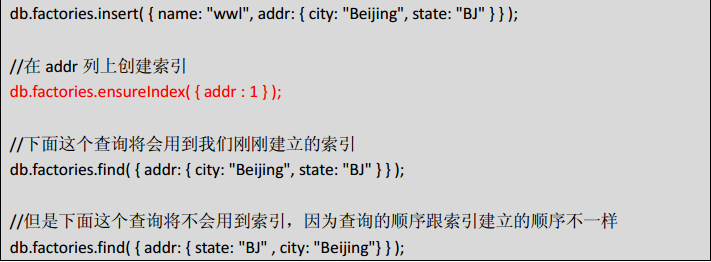 db.factories.insert( { name: "wwl", addr: { city: "Beijing", state: "BJ" } } );
//在 addr 列上创建索引
db.factories.ensureIndex( { addr : 1 } );
//下面这个查询将会用到我们刚刚建立的索引
db.factories.find( { addr: { city: "Beijing", state: "BJ" } } );
//但是下面这个查询将不会用到索引，因为查询的顺序跟索引建立的顺序不一样
db.factories.find( { addr: { state: "BJ" , city: "Beijing"} } );